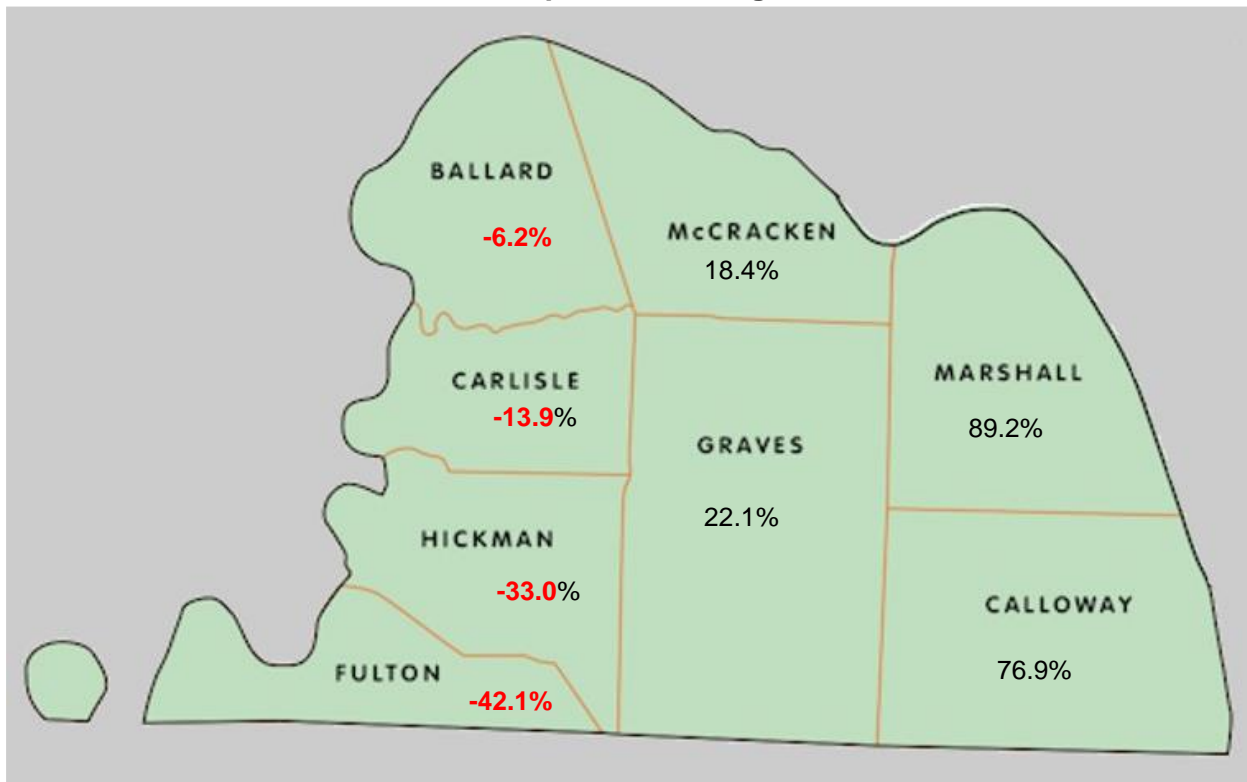 BALLARD
-6.2%
McCRACKEN
18.4%
CARLISLE
-13.9%
MARSHALL
89.2%
GRAVES
22.1%
HICKMAN
-33.0%
CALLOWAY
76.9%
FULTON
-42.1%